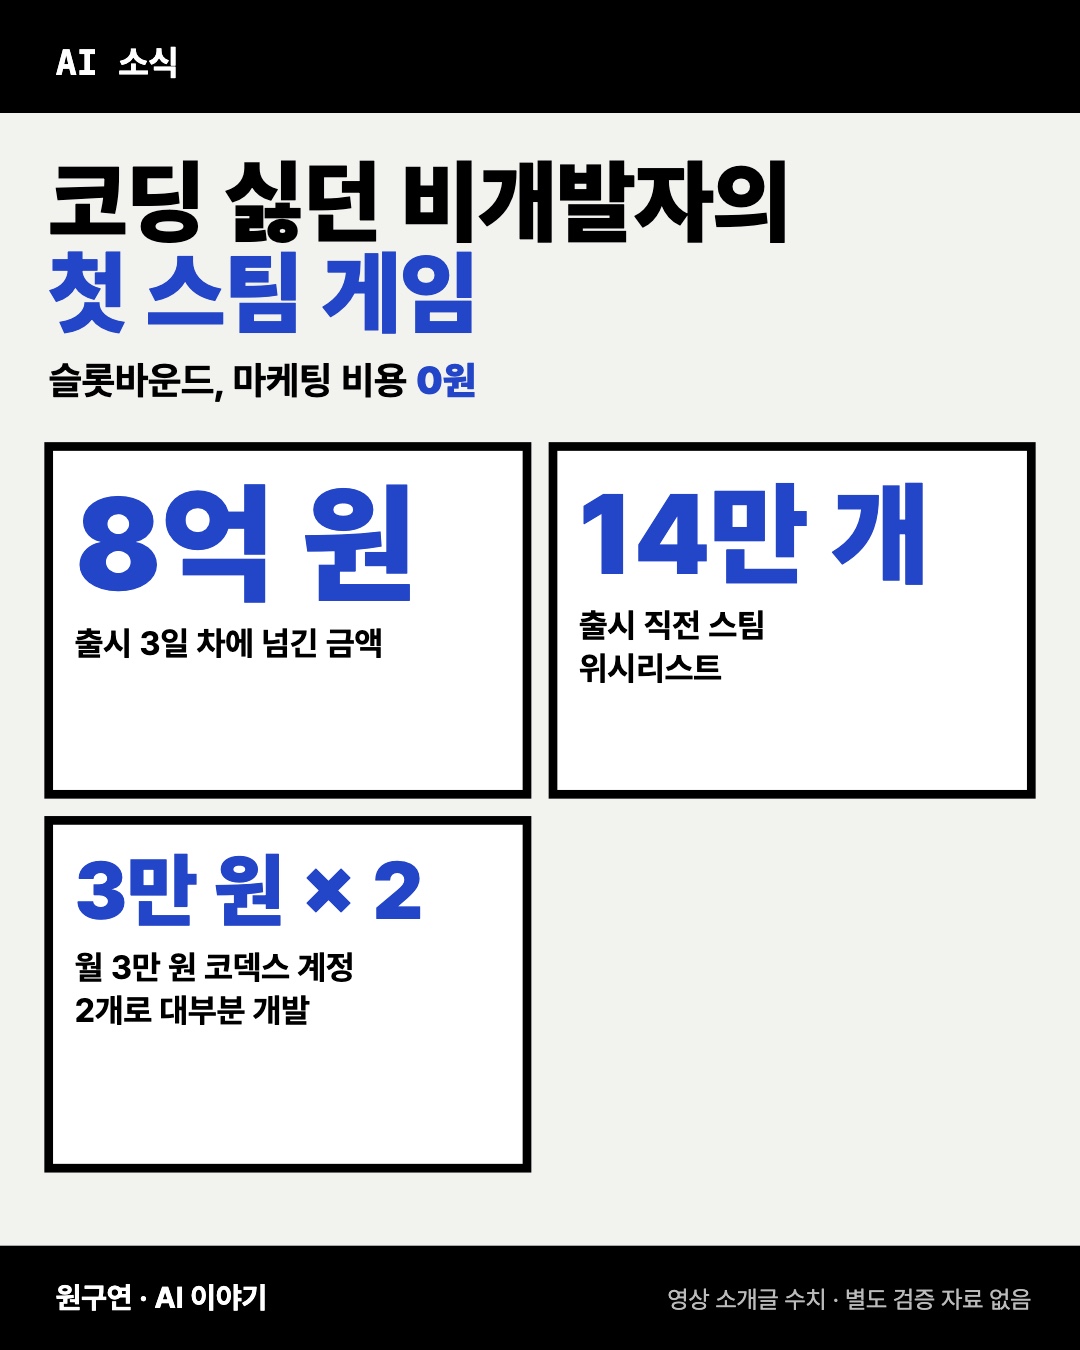 AI 소식
코딩 싫던 비개발자의
첫 스팀 게임
슬롯바운드, 마케팅 비용 0원
8억 원
출시 3일 차에 넘긴 금액
14만 개
출시 직전 스팀
위시리스트
3만 원 × 2
월 3만 원 코덱스 계정
2개로 대부분 개발
원구연 · AI 이야기
영상 소개글 수치 · 별도 검증 자료 없음